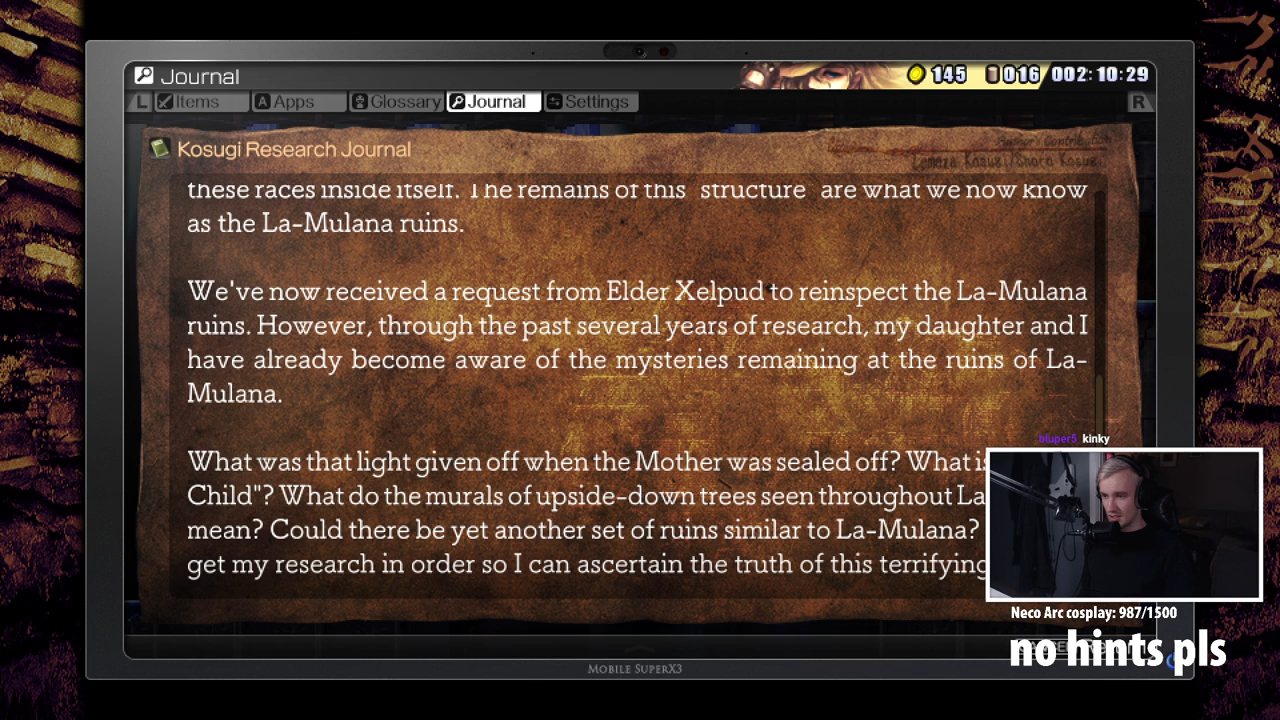 Journal
145 016 002:10:29
L Items A Apps Glossary Journal Settings R
Kosugi Research Journal
Lemeza Kosugi/Shoro Kosugi
these races inside itself. The remains of this "structure" are what we now know
as the La-Mulana ruins.
We've now received a request from Elder Xelpud to reinspect the La-Mulana
ruins. However, through the past several years of research, my daughter and I
have already become aware of the mysteries remaining at the ruins of La-
Mulana.
What was that light given off when the Mother was sealed off? What is
Child"? What do the murals of upside-down trees seen throughout La
mean? Could there be yet another set of ruins similar to La-Mulana?
get my research in order so I can ascertain the truth of this terrifying
bluper5 kinky
Neco Arc cosplay: 987/1500
no hints pls
MOBILE SUPERX3